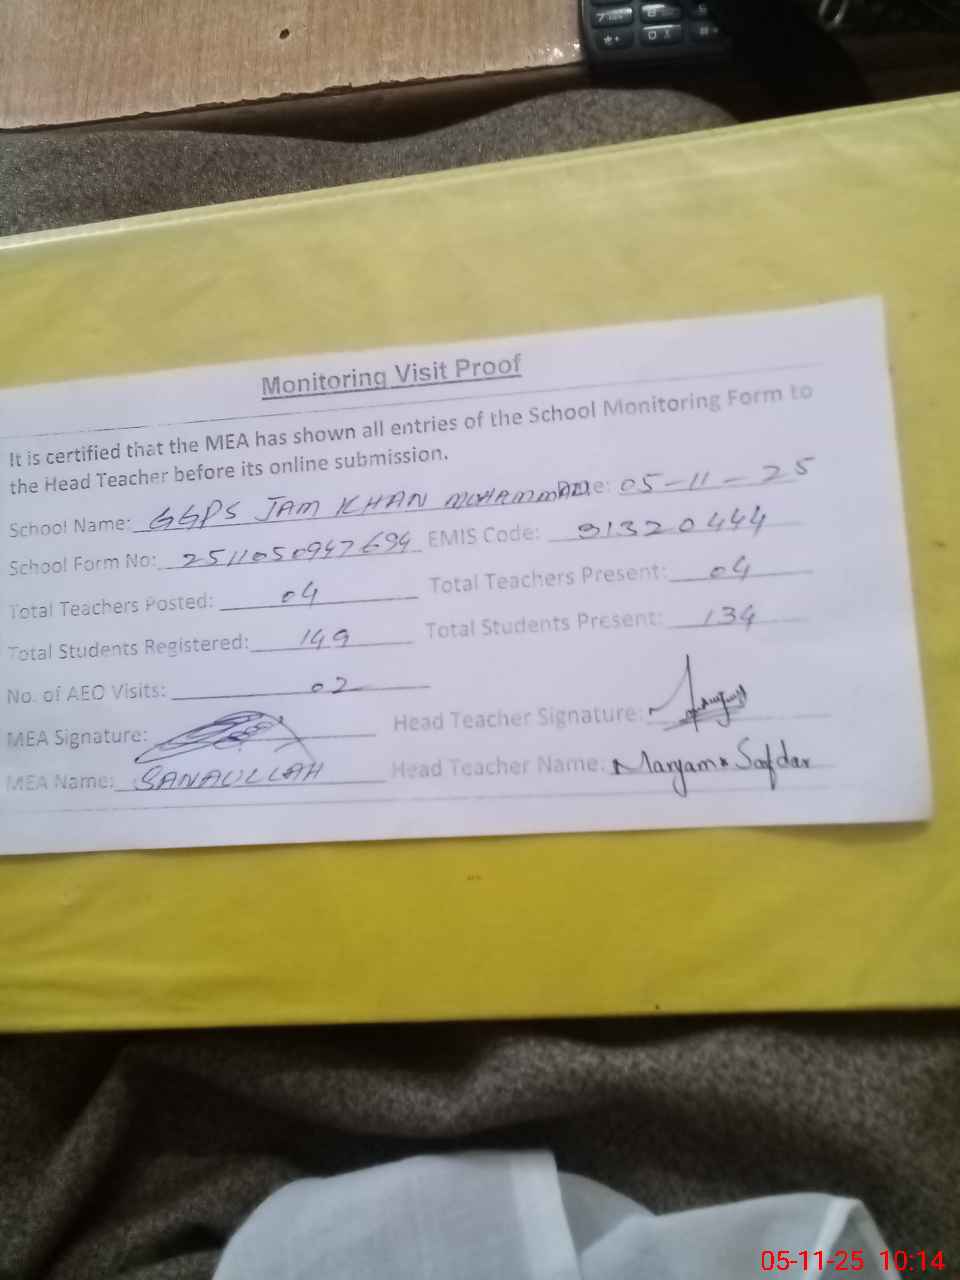 Monitoring Visit Proof
It is certified that the MEA has shown all entries of the School Monitoring Form to
the Head Teacher before its online submission.
School Name: GGPS JAM KHAN MOHAMMAD Date: 05-11-25
School Form No: 2511050947694 EMIS Code: 31320444
Total Teachers Posted: 04 Total Teachers Present: 04
Total Students Registered: 149 Total Students Present: 134
No. of AEO Visits: 02
MEA Signature: Head Teacher Signature:
MEA Name: SANAULLAH Head Teacher Name: Maryam Safdar
05-11-25 10:14